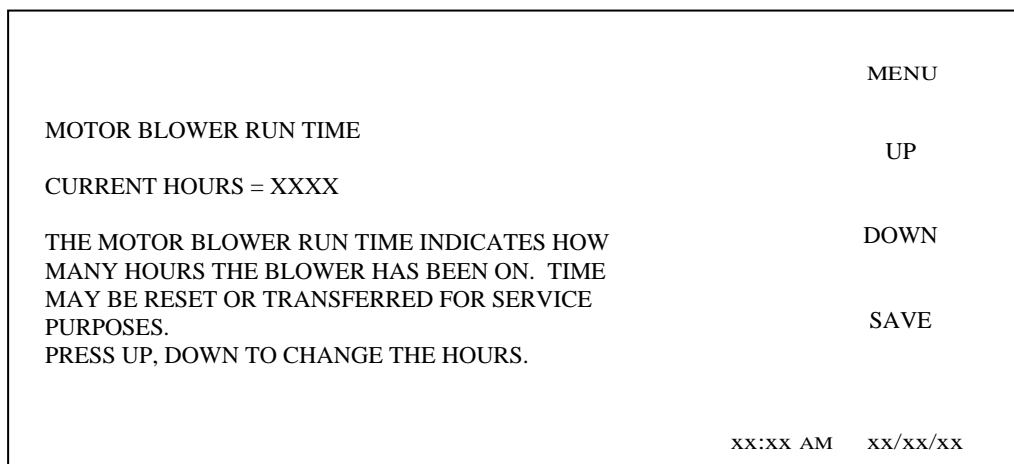 MENU
MOTOR BLOWER RUN TIME
UP
CURRENT HOURS = XXXX
DOWN
THE MOTOR BLOWER RUN TIME INDICATES HOW
MANY HOURS THE BLOWER HAS BEEN ON.  TIME
MAY BE RESET OR TRANSFERRED FOR SERVICE
PURPOSES.
SAVE
PRESS UP, DOWN TO CHANGE THE HOURS.
xx:xx AM xx/xx/xx